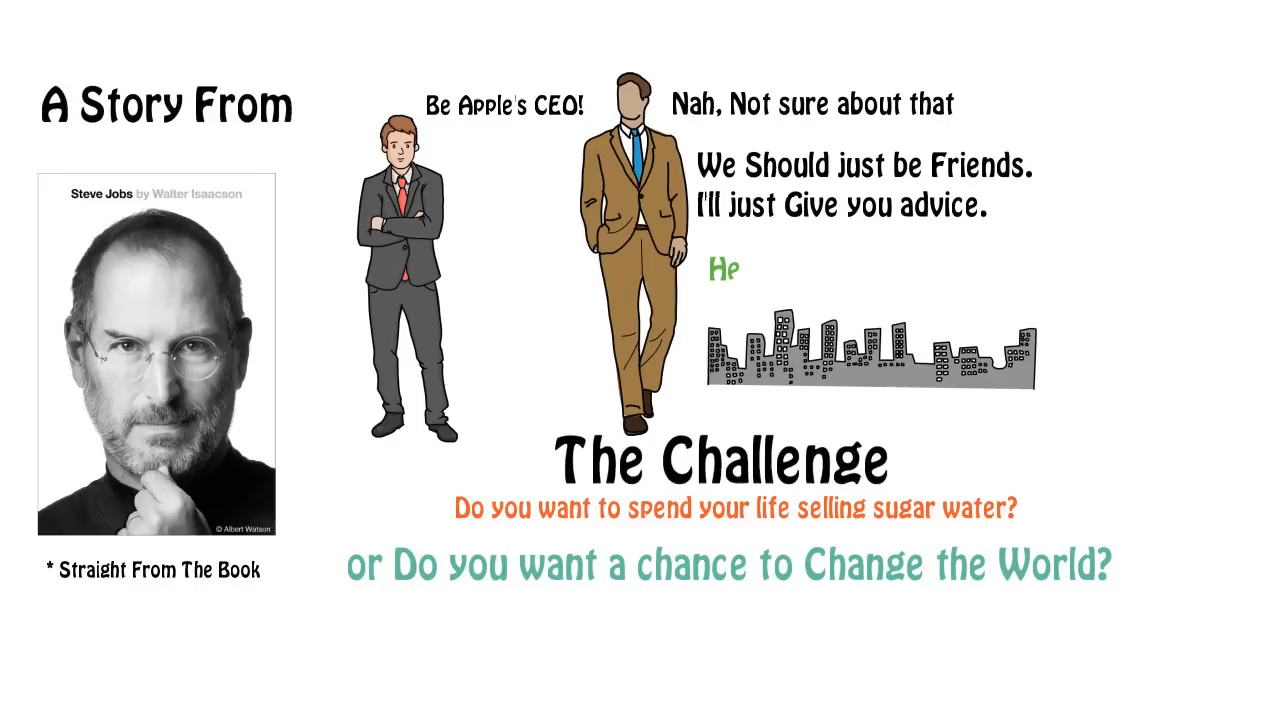 A Story From
Steve Jobs by Walter Isaacson
© Albert Watson
* Straight From The Book
Be Apple's CEO!
Nah, Not sure about that
We Should just be Friends.
I'll just Give you advice.
He
The Challenge
Do you want to spend your life selling sugar water?
or Do you want a chance to Change the World?